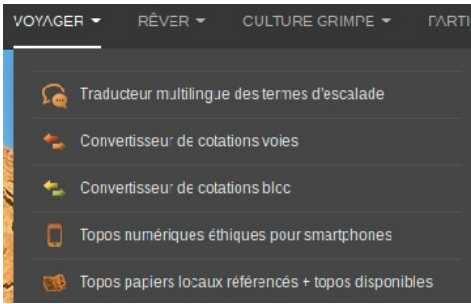 VOYAGER RÊVER CULTURE GRIMPE PARTI
Traducteur multilingue des termes d'escalade
Convertisseur de cotations voies
Convertisseur de cotations bloc
Topos numériques éthiques pour smartphones
Topos papiers locaux référencés + topos disponibles